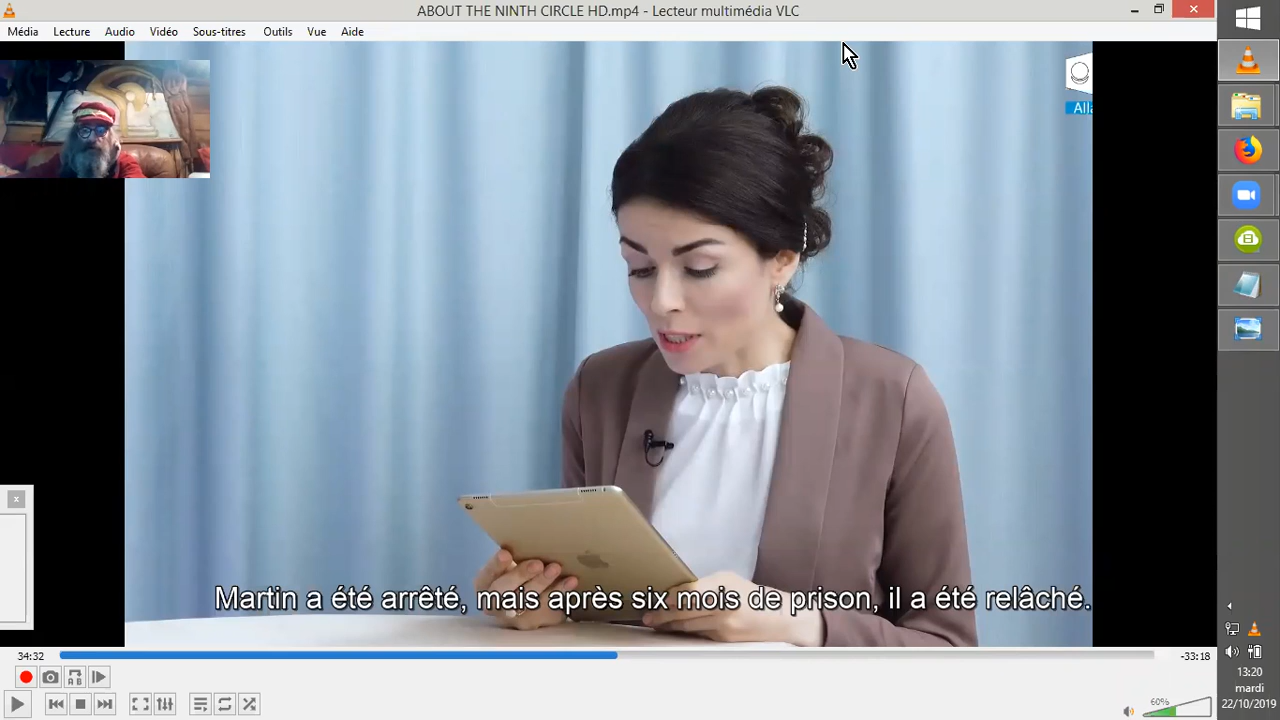 ABOUT THE NINTH CIRCLE HD.mp4 - Lecteur multimédia VLC
Média Lecture Audio Vidéo Sous-titres Outils Vue Aide
Martin a été arrêté, mais après six mois de prison, il a été relâché.
34:32
-33:18
60%
13:20
mardi
22/10/2019